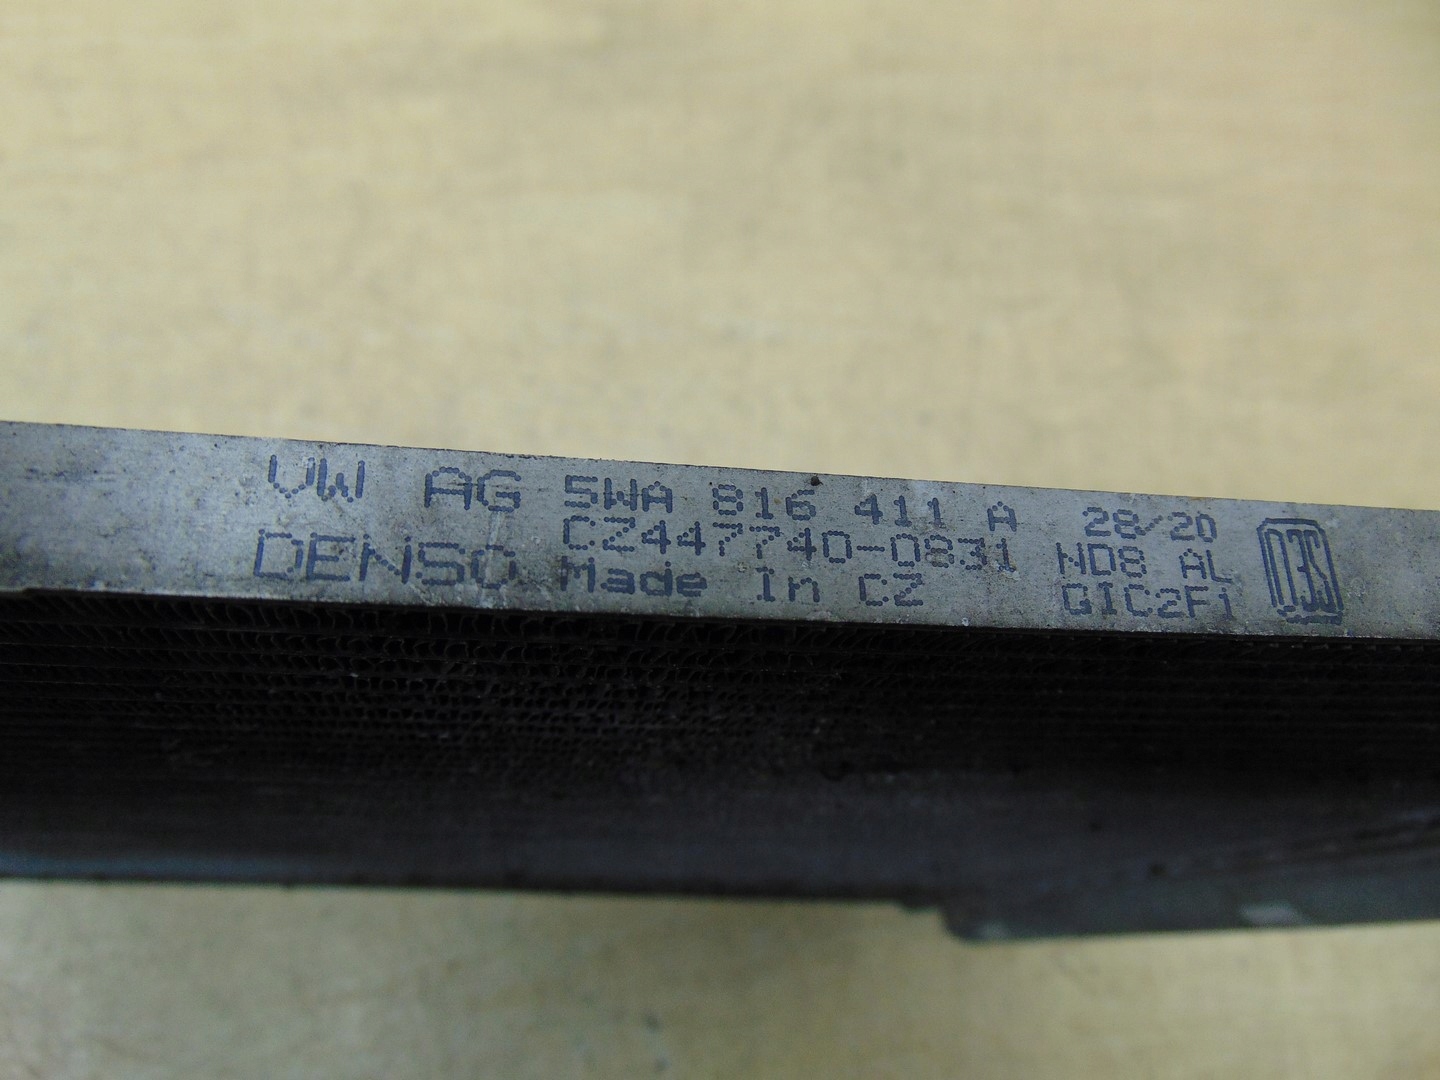 VW AG 5WA 816 411 A 28/20
CZ447740-0831 ND8 AL
DENSO Made In CZ GIC2F1